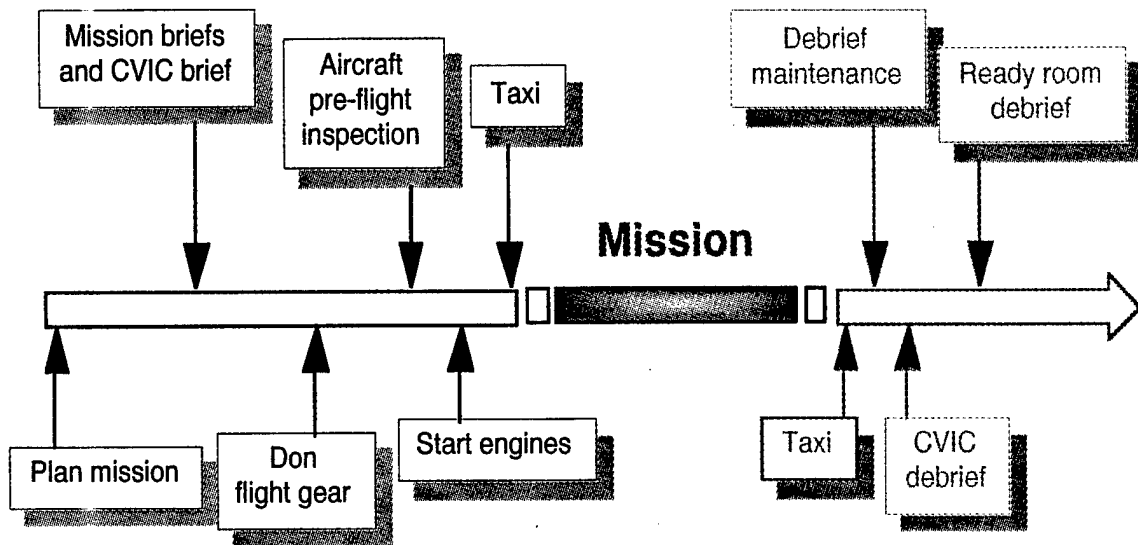 Mission briefs
and CVIC brief
Aircraft
pre-flight
inspection
Taxi
Debrief
maintenance
Ready room
debrief
Mission
Plan mission
Don
flight gear
Start engines
Taxi
CVIC
debrief